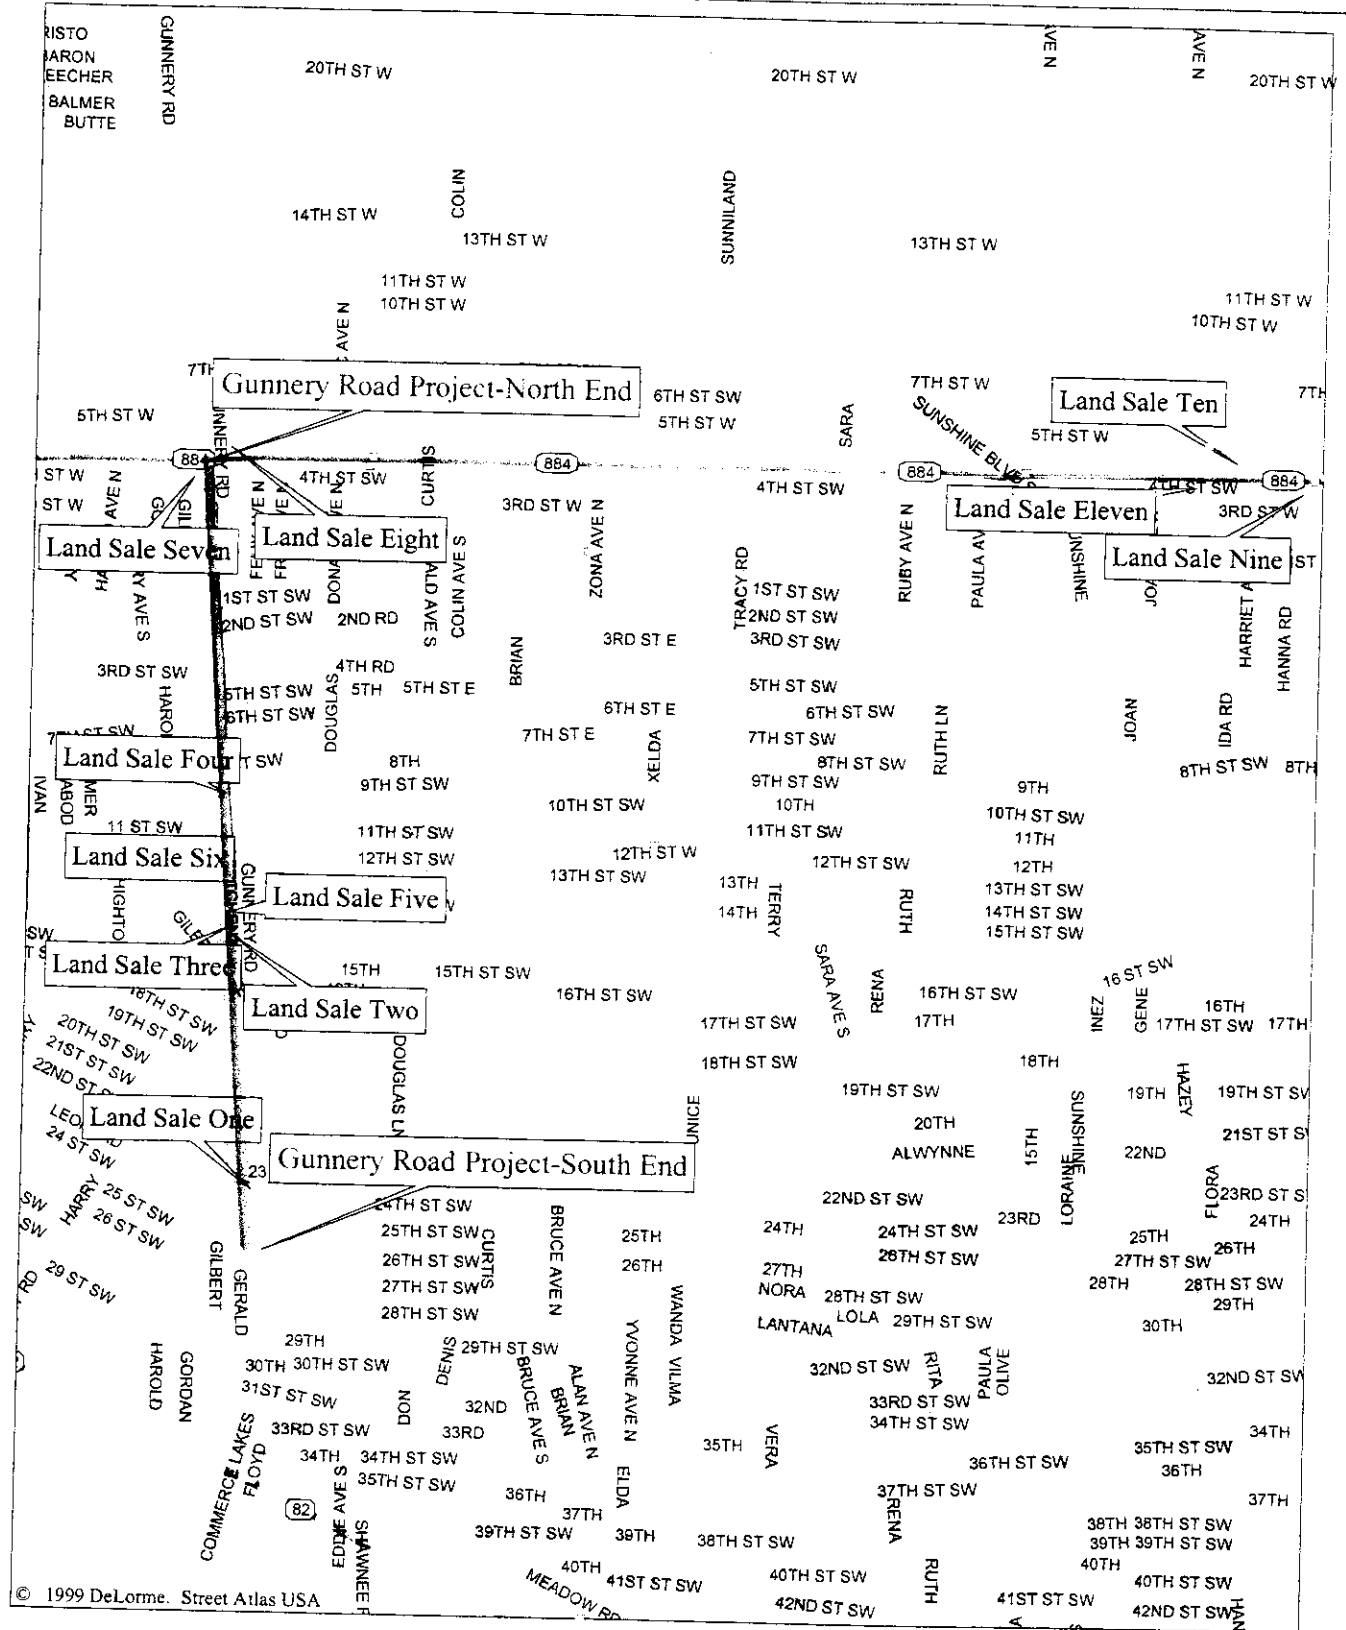 RISTO
BARON
EECHER
BALMER
BUTTE
GUNNERY RD
20TH ST W
20TH ST W
AVE N
AVE N
20TH ST W
14TH ST W
COLIN
13TH ST W
SUNNILAND
13TH ST W
11TH ST W
10TH ST W
11TH ST W
10TH ST W
AVE N
7TH
Gunnery Road Project-North End
6TH ST SW
5TH ST W
7TH ST W
Land Sale Ten
7TH
5TH ST W
SARA
SUNSHINE BLVD
5TH ST W
884
884
884
ST W
4TH ST SW
CURTIS
4TH ST SW
4TH ST SW
ST W
3RD ST W
3RD ST W
Land Sale Seven
Land Sale Eight
Land Sale Eleven
Land Sale Nine
ZONA AVE N
RUBY AVE N
COLIN AVE S
TRACY RD
1ST ST SW
1ST ST SW
2ND ST SW
2ND RD
2ND ST SW
3RD ST SW
BRIAN
3RD ST E
3RD ST SW
HANNA RD
4TH RD
5TH ST SW
5TH
5TH ST E
5TH ST SW
6TH ST SW
DOUGLAS
6TH ST E
6TH ST SW
RUTH LN
JOAN
IDA RD
7TH ST E
XELDA
7TH ST SW
Land Sale Four
8TH
8TH ST SW
8TH ST SW
8TH
IVAN
9TH ST SW
9TH ST SW
9TH
10TH ST SW
10TH
10TH ST SW
11 ST SW
11TH ST SW
11TH ST SW
11TH
Land Sale Six
12TH ST SW
12TH ST W
12TH ST SW
12TH
GUNNERY RD
13TH ST SW
13TH
TERRY
RUTH
13TH ST SW
Land Sale Five
14TH
14TH ST SW
15TH ST SW
Land Sale Three
15TH
15TH ST SW
SARA AVE S
RENA
16 ST SW
18TH ST SW
16TH ST SW
16TH ST SW
INEZ
GENE
16TH
Land Sale Two
19TH ST SW
17TH ST SW
17TH
17TH ST SW
17TH
20TH ST SW
21ST ST SW
DOUGLAS LN
18TH ST SW
18TH
22ND ST
19TH ST SW
19TH
HAZEY
19TH ST SW
Land Sale One
20TH
SUNSHINE
24 ST SW
21ST ST S
23
Gunnery Road Project-South End
ALWYNNE
15TH
22ND
HARRY
25 ST SW
24TH ST SW
22ND ST SW
LORAINE
FLORA
23RD ST S
26 ST SW
25TH ST SW
CURTIS
BRUCE AVE N
25TH
24TH
24TH ST SW
23RD
24TH
29 ST SW
GILBERT
26TH ST SW
26TH
28TH ST SW
25TH
26TH
GERALD
27TH ST SW
27TH
27TH ST SW
28TH ST SW
WANDA
NORA
28TH ST SW
28TH
28TH ST SW
29TH
LANTANA
LOLA
29TH ST SW
30TH
29TH
DENIS
29TH ST SW
YVONNE AVE N
VILMA
HAROLD
GORDAN
30TH
30TH ST SW
BRUCE AVE S
ALAN AVE N
BRIAN
32ND ST SW
RITA
PAULA
OLIVE
32ND ST SW
31ST ST SW
DON
32ND
33RD ST SW
COMMERCE LAKES
FLOYD
33RD ST SW
33RD
34TH ST SW
34TH
34TH
34TH ST SW
35TH
VERA
35TH ST SW
35TH ST SW
36TH ST SW
36TH
82
EDDIE AVE S
36TH
ELDA
37TH ST SW
37TH
37TH
RENA
38TH
38TH ST SW
SHAWNEE R
39TH ST SW
39TH
38TH ST SW
39TH
39TH ST SW
40TH
41ST ST SW
40TH ST SW
RUTH
40TH
40TH ST SW
MEADOW RD
42ND ST SW
41ST ST SW
42ND ST SW
HAN
© 1999 DeLorme. Street Atlas USA